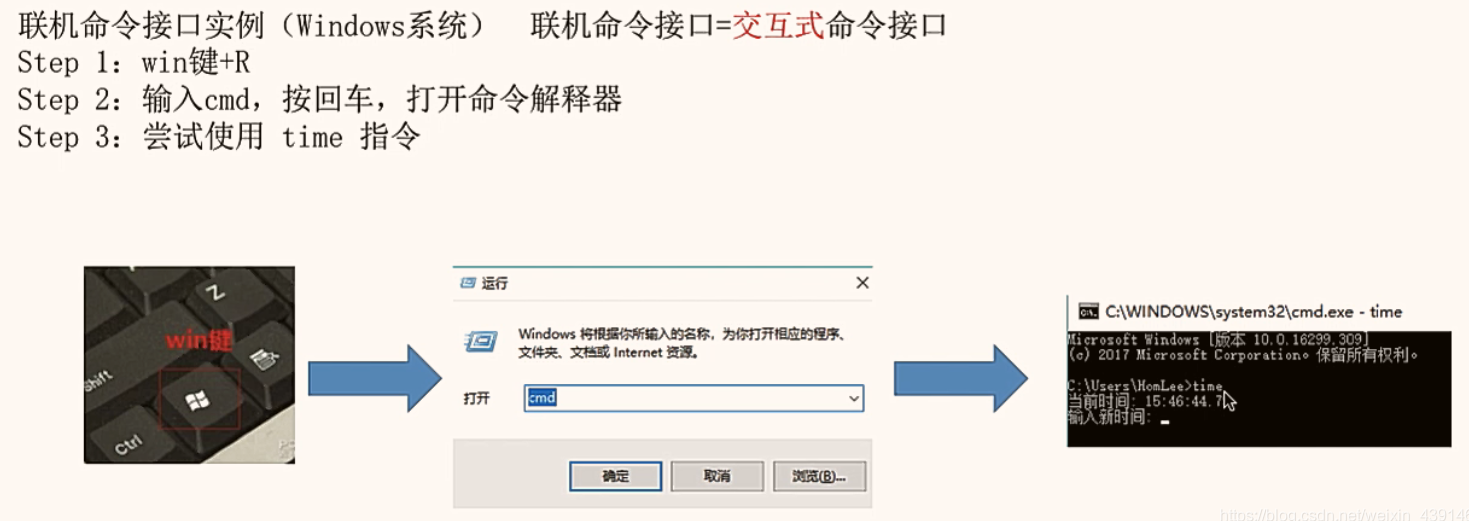 联机命令接口实例（Windows系统） 联机命令接口=交互式命令接口
Step 1：win键+R
Step 2：输入cmd，按回车，打开命令解释器
Step 3：尝试使用 time 指令
Z
win键
Shift
Ctrl
运行
Windows 将根据你所输入的名称，为你打开相应的程序、
文件夹、文档或 Internet 资源。
打开
cmd
确定 取消 浏览(B)...
C:\WINDOWS\system32\cmd.exe - time
Microsoft Windows [版本 10.0.16299.309]
(c) 2017 Microsoft Corporation。保留所有权利。
C:\Users\HomLee>time
当前时间: 15:46:44.7
输入新时间: